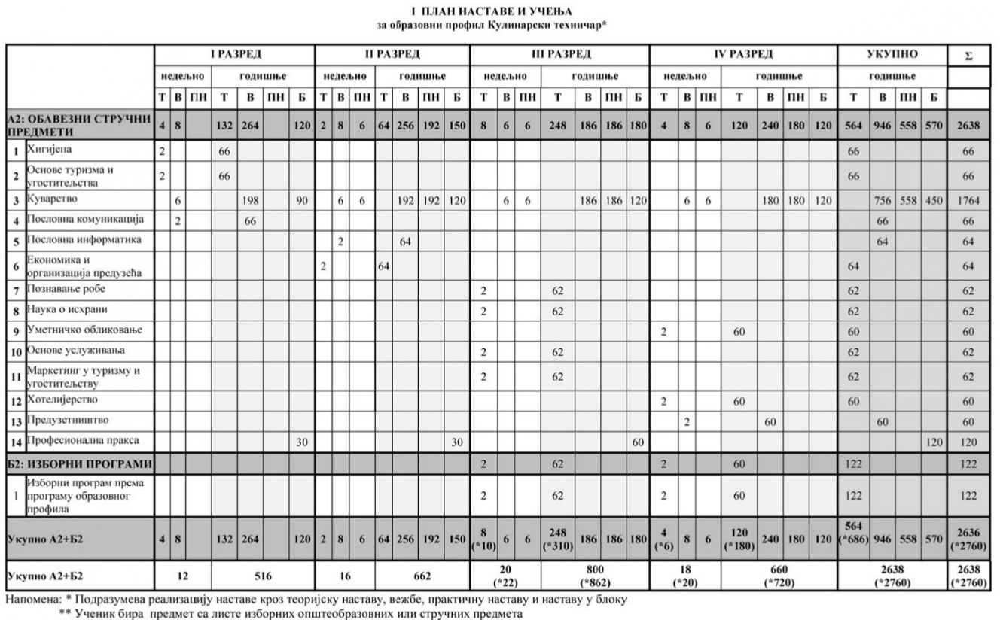 I ПЛАН НАСТАВЕ И УЧЕЊА
за образовни профил Кулинарски техничар*
I РАЗРЕД II РАЗРЕД III РАЗРЕД IV РАЗРЕД УКУПНО Σ
недељно годишње недељно годишње недељно годишње недељно годишње годишње
Т В ПН Т В ПН Б Т В ПН Т В ПН Б Т В ПН Т В ПН Б Т В ПН Т В ПН Б Т В ПН Б
А2: ОБАВЕЗНИ СТРУЧНИ
ПРЕДМЕТИ 4 8 132 264 120 2 8 6 64 256 192 150 8 6 6 248 186 186 180 4 8 6 120 240 180 120 564 946 558 570 2638
1 Хигијена 2 66 66 66
2 Основе туризма и
угоститељства 2 66 66 66
3 Куварство 6 198 90 6 6 192 192 120 6 6 186 186 120 6 6 180 180 120 756 558 450 1764
4 Пословна комуникација 2 66 66 66
5 Пословна информатика 2 64 64 64
6 Економика и
организација предузећа 2 64 64 64
7 Познавање робе 2 62 62 62
8 Наука о исхрани 2 62 62 62
9 Уметничко обликовање 2 60 60 60
10 Основе услуживања 2 62 62 62
11 Маркетинг у туризму и
угоститељству 2 62 62 62
12 Хотелијерство 2 60 60 60
13 Предузетништво 2 60 60 60
14 Професионална пракса 30 30 60 120 120
Б2: ИЗБОРНИ ПРОГРАМИ 2 62 2 60 122 122
1 Изборни програм према
програму образовног
профила 2 62 2 60 122 122
Укупно А2+Б2 4 8 132 264 120 2 8 6 64 256 192 150 8 (*10) 6 6 248 (*310) 186 186 180 4 (*6) 8 6 120 (*180) 240 180 120 564 (*686) 946 558 570 2636 (*2760)
Укупно А2+Б2 12 516 16 662 20 (*22) 800 (*862) 18 (*20) 660 (*720) 2638 (*2760) 2638 (*2760)
Напомена: * Подразумева реализацију наставе кроз теоријску наставу, вежбе, практичну наставу и наставу у блоку
** Ученик бира предмет са листе изборних општеобразовних или стручних предмета